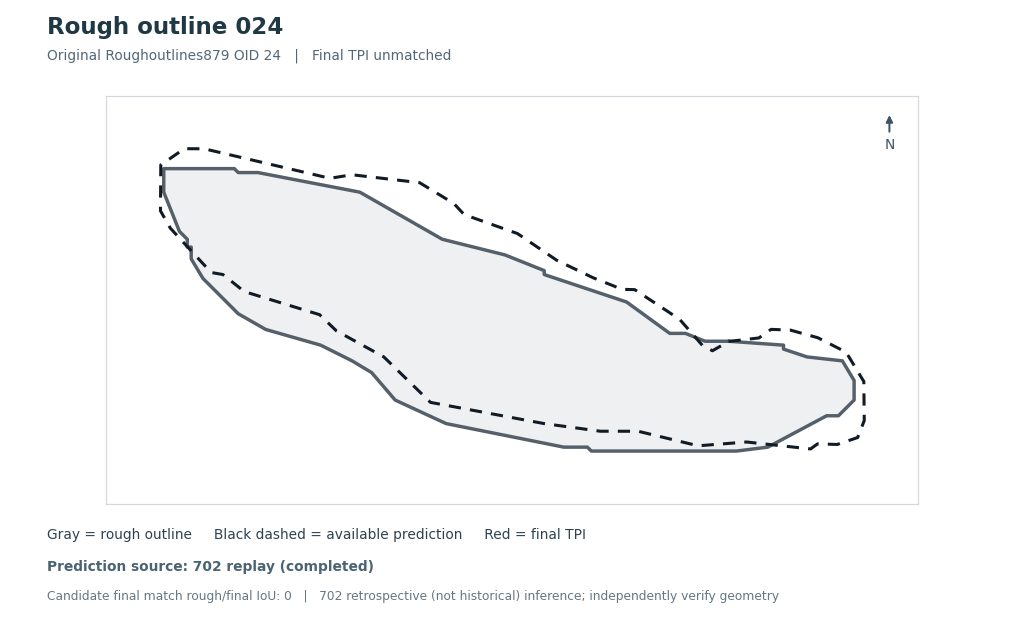 Rough outline 024
Original Roughoutlines879 OID 24   |   Final TPI unmatched
N
Gray = rough outline     Black dashed = available prediction     Red = final TPI
Prediction source: 702 replay (completed)
Candidate final match rough/final IoU: 0   |   702 retrospective (not historical) inference; independently verify geometry